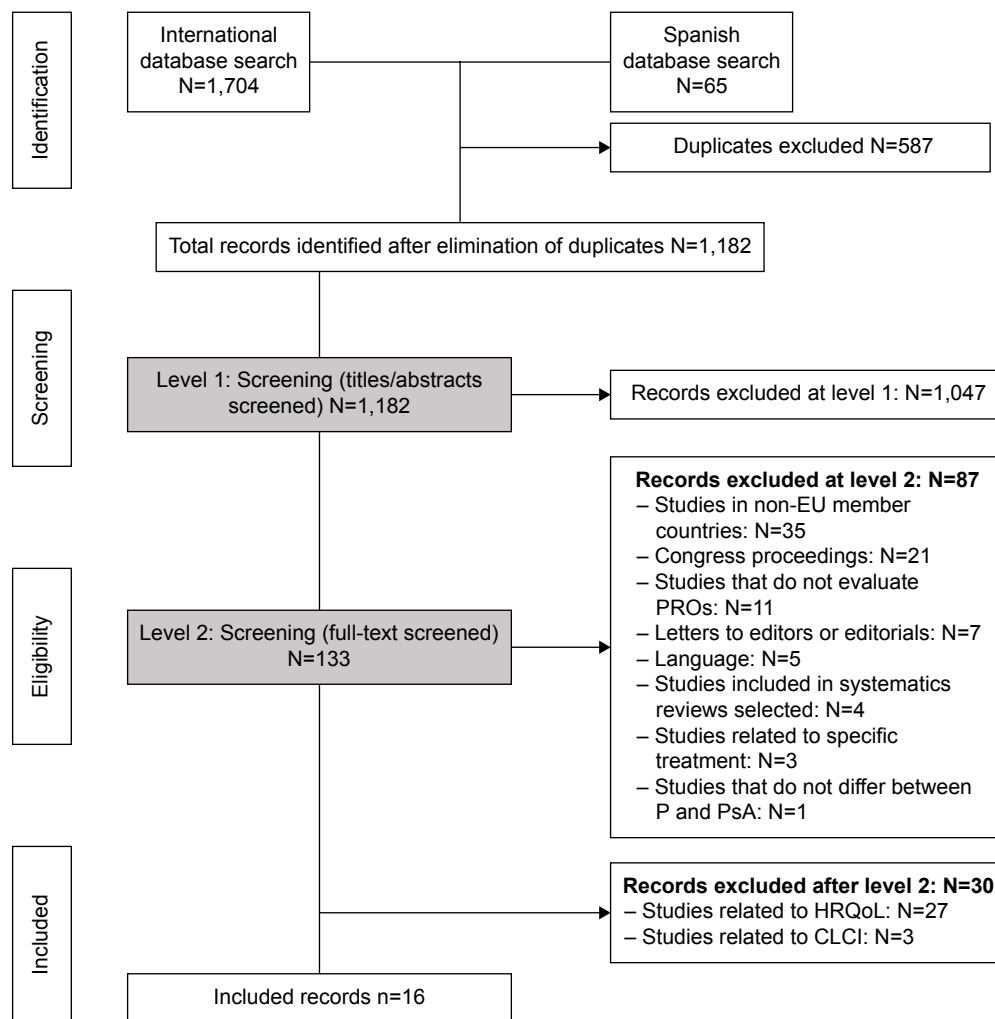 Identification
International
database search
N=1,704
Spanish
database search
N=65
Duplicates excluded N=587
Total records identified after elimination of duplicates N=1,182
Screening
Level 1: Screening (titles/abstracts
screened) N=1,182
Records excluded at level 1: N=1,047
Eligibility
Level 2: Screening (full-text screened)
N=133
Records excluded at level 2: N=87
– Studies in non-EU member
countries: N=35
– Congress proceedings: N=21
– Studies that do not evaluate
PROs: N=11
– Letters to editors or editorials: N=7
– Language: N=5
– Studies included in systematics
reviews selected: N=4
– Studies related to specific
treatment: N=3
– Studies that do not differ between
P and PsA: N=1
Included
Records excluded after level 2: N=30
– Studies related to HRQoL: N=27
– Studies related to CLCI: N=3
Included records n=16